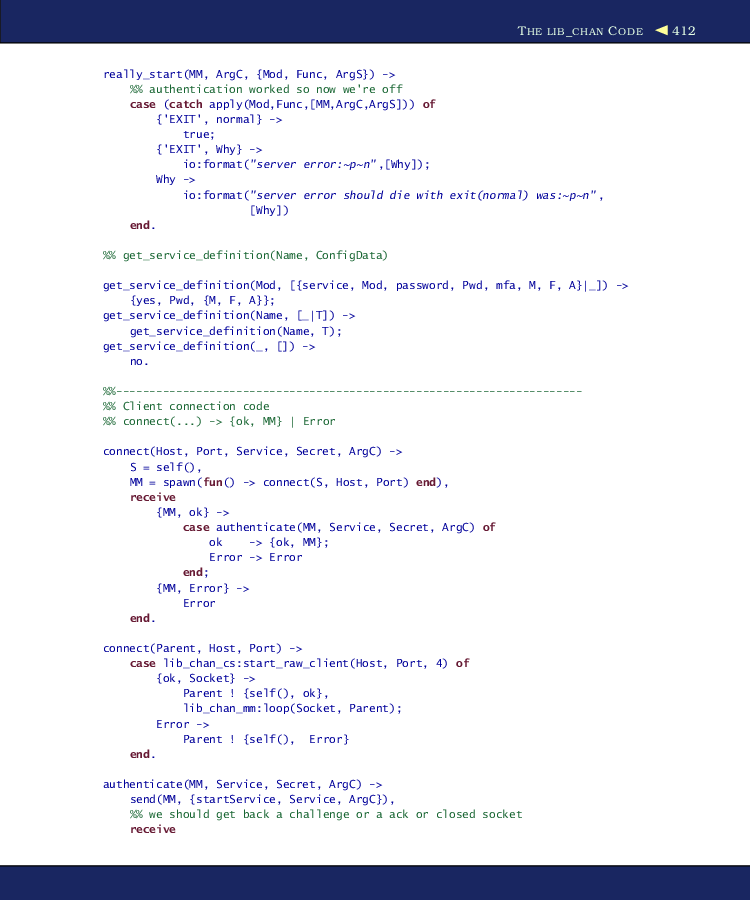 THE LIB_CHAN CODE ◀ 412
really_start(MM, ArgC, {Mod, Func, ArgS}) ->
    %% authentication worked so now we're off
    case (catch apply(Mod,Func,[MM,ArgC,ArgS])) of
        {'EXIT', normal} ->
            true;
        {'EXIT', Why} ->
            io:format("server error:~p~n",[Why]);
        Why ->
            io:format("server error should die with exit(normal) was:~p~n",
                      [Why])
    end.
%% get_service_definition(Name, ConfigData)
get_service_definition(Mod, [{service, Mod, password, Pwd, mfa, M, F, A}|_]) ->
    {yes, Pwd, {M, F, A}};
get_service_definition(Name, [_|T]) ->
    get_service_definition(Name, T);
get_service_definition(_, []) ->
    no.
%%----------------------------------------------------------------------
%% Client connection code
%% connect(...) -> {ok, MM} | Error
connect(Host, Port, Service, Secret, ArgC) ->
    S = self(),
    MM = spawn(fun() -> connect(S, Host, Port) end),
    receive
        {MM, ok} ->
            case authenticate(MM, Service, Secret, ArgC) of
                ok    -> {ok, MM};
                Error -> Error
            end;
        {MM, Error} ->
            Error
    end.
connect(Parent, Host, Port) ->
    case lib_chan_cs:start_raw_client(Host, Port, 4) of
        {ok, Socket} ->
            Parent ! {self(), ok},
            lib_chan_mm:loop(Socket, Parent);
        Error ->
            Parent ! {self(),  Error}
    end.
authenticate(MM, Service, Secret, ArgC) ->
    send(MM, {startService, Service, ArgC}),
    %% we should get back a challenge or a ack or closed socket
    receive